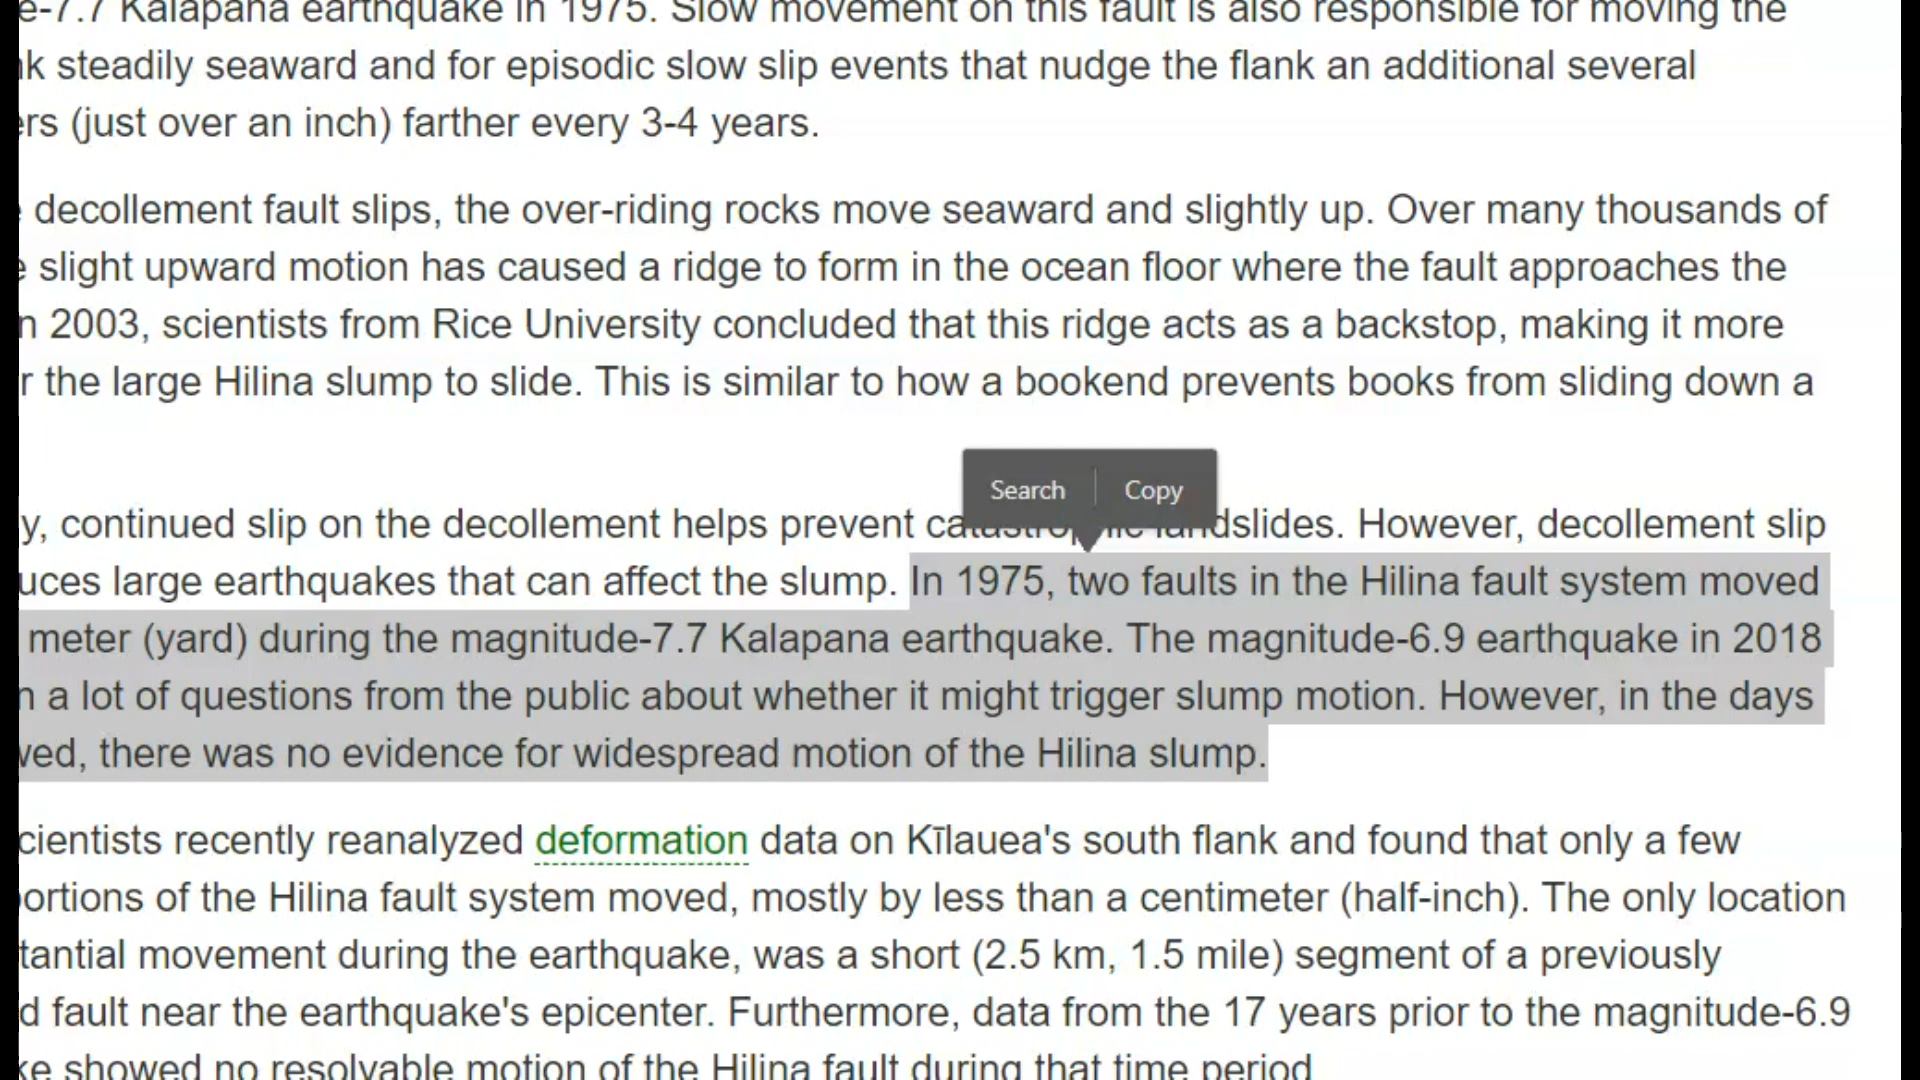 e-7.7 Kalapana earthquake in 1975. Slow movement on this fault is also responsible for moving the
k steadily seaward and for episodic slow slip events that nudge the flank an additional several
ers (just over an inch) farther every 3-4 years.
decollement fault slips, the over-riding rocks move seaward and slightly up. Over many thousands of
e slight upward motion has caused a ridge to form in the ocean floor where the fault approaches the
n 2003, scientists from Rice University concluded that this ridge acts as a backstop, making it more
r the large Hilina slump to slide. This is similar to how a bookend prevents books from sliding down a
Search Copy
y, continued slip on the decollement helps prevent catastrophic landslides. However, decollement slip
uces large earthquakes that can affect the slump. In 1975, two faults in the Hilina fault system moved
meter (yard) during the magnitude-7.7 Kalapana earthquake. The magnitude-6.9 earthquake in 2018
n a lot of questions from the public about whether it might trigger slump motion. However, in the days
wed, there was no evidence for widespread motion of the Hilina slump.
cientists recently reanalyzed deformation data on Kīlauea's south flank and found that only a few
ortions of the Hilina fault system moved, mostly by less than a centimeter (half-inch). The only location
tantial movement during the earthquake, was a short (2.5 km, 1.5 mile) segment of a previously
d fault near the earthquake's epicenter. Furthermore, data from the 17 years prior to the magnitude-6.9
ke showed no resolvable motion of the Hilina fault during that time period